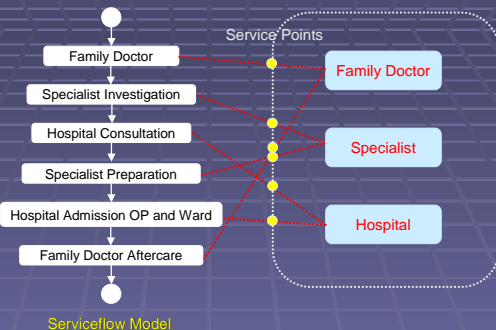 Service Points
Family Doctor
Specialist Investigation
Hospital Consultation
Specialist Preparation
Hospital Admission OP and Ward
Family Doctor Aftercare
Family Doctor
Specialist
Hospital
Serviceflow Model